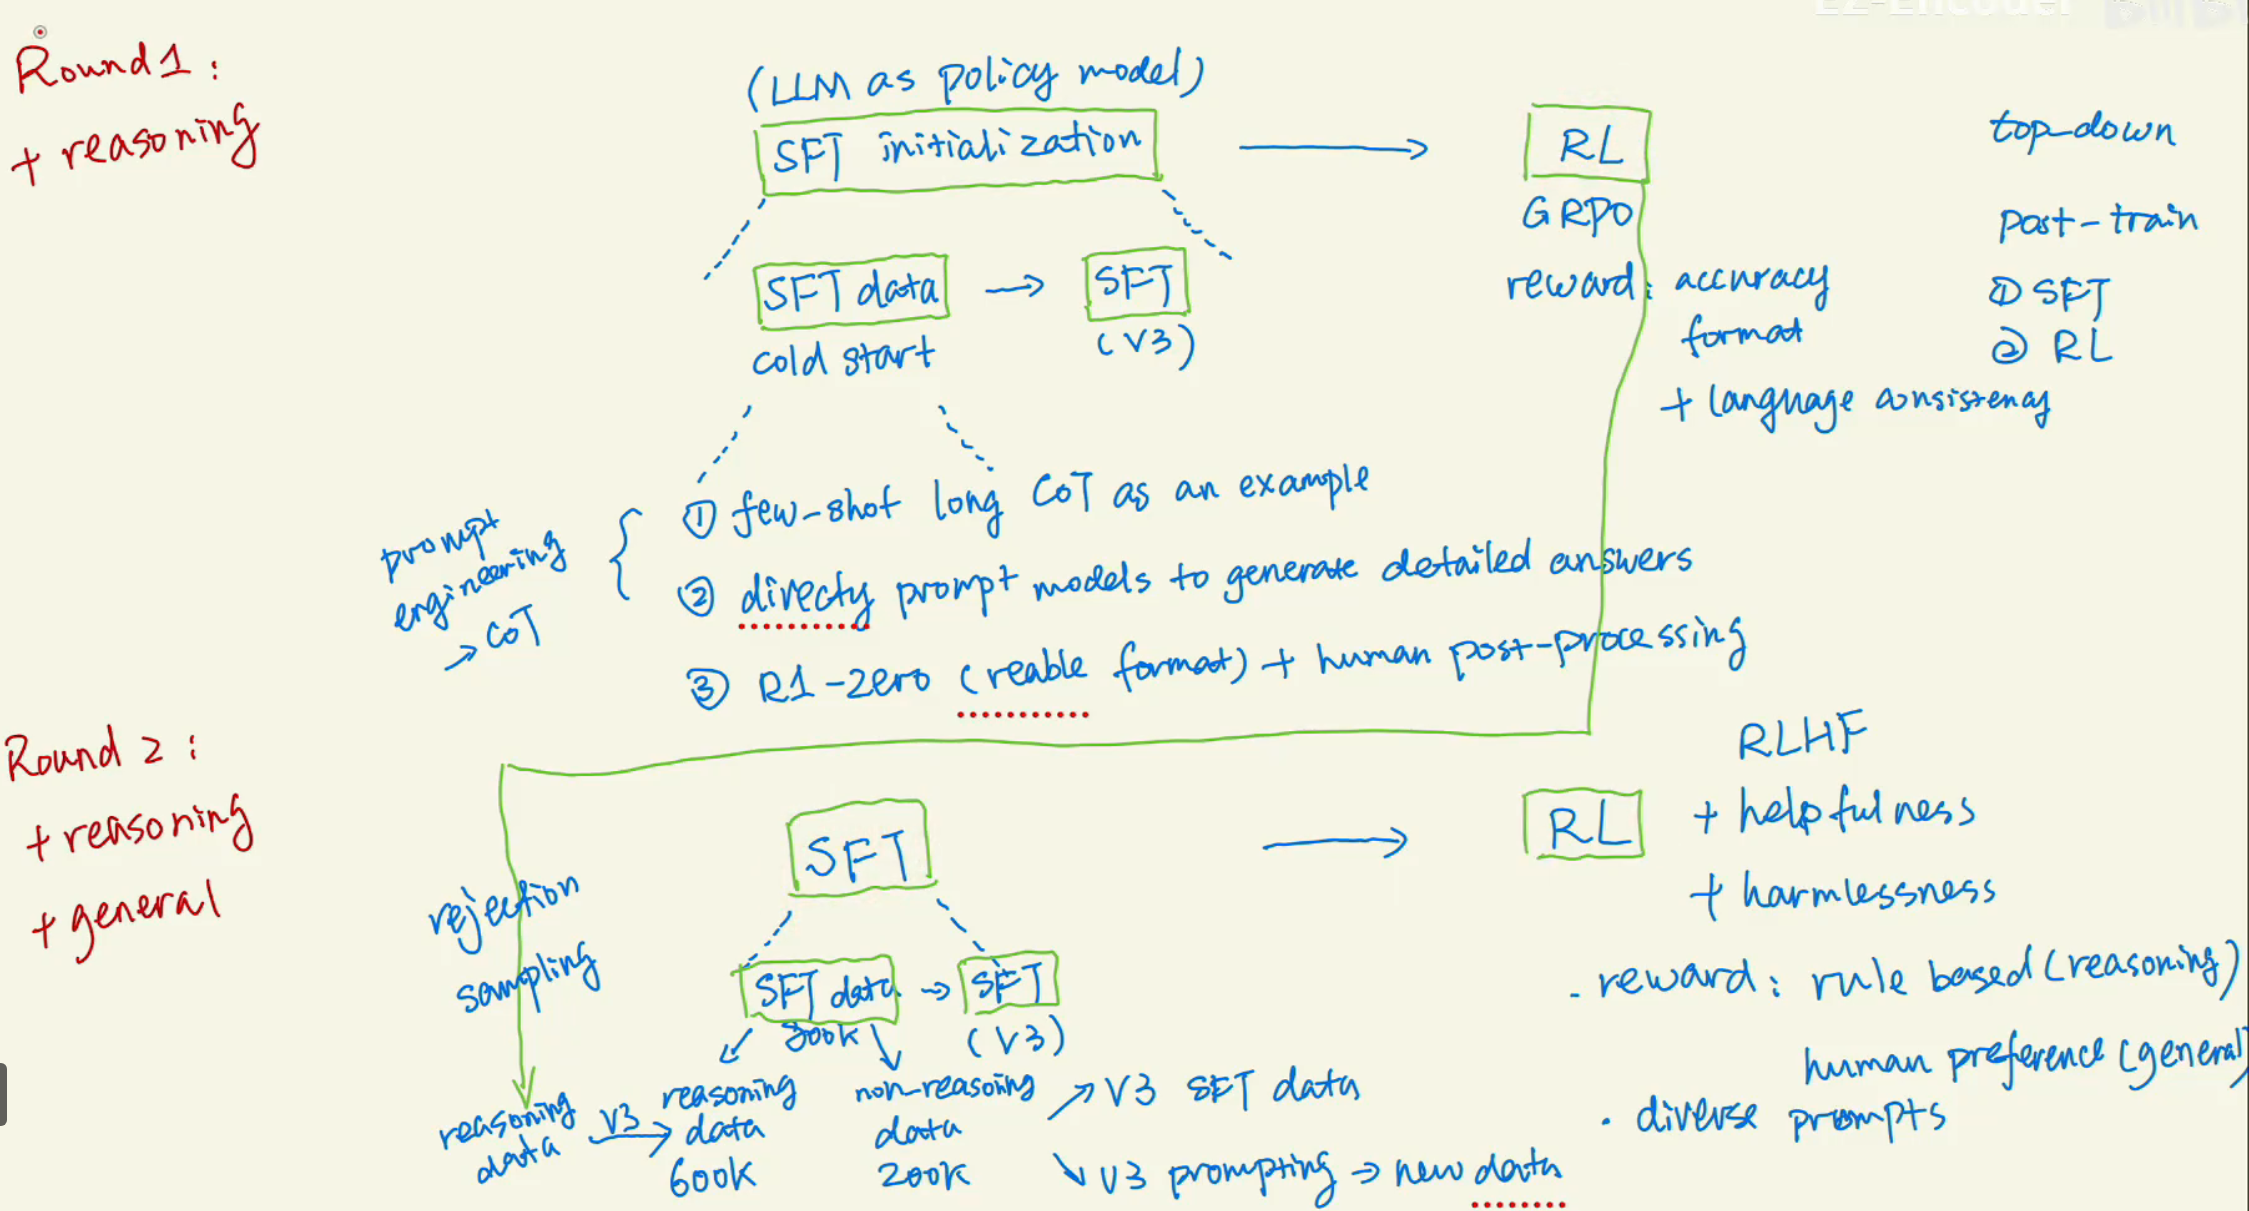 EZ-Encoder
Round 1:
+ reasoning
(LLM as policy model)
SFT initialization
RL
GRPO
reward: accuracy
format
+ language consistency
top-down
post-train
① SFT
② RL
SFT data
SFT
cold start
(V3)
prompt
engineering
→ CoT
① few-shot long CoT as an example
② directy prompt models to generate detailed answers
③ R1-zero (reable format) + human post-processing
Round 2:
+ reasoning
+ general
rejection
sampling
SFT
RL
RLHF
+ helpfulness
+ harmlessness
SFT data → SFT
800k
(V3)
reasoning
data
V3
reasoning
data
600k
non-reasoning
data
200k
V3 SFT data
V3 prompting → new data
- reward: rule based (reasoning)
human preference (general)
· diverse prompts